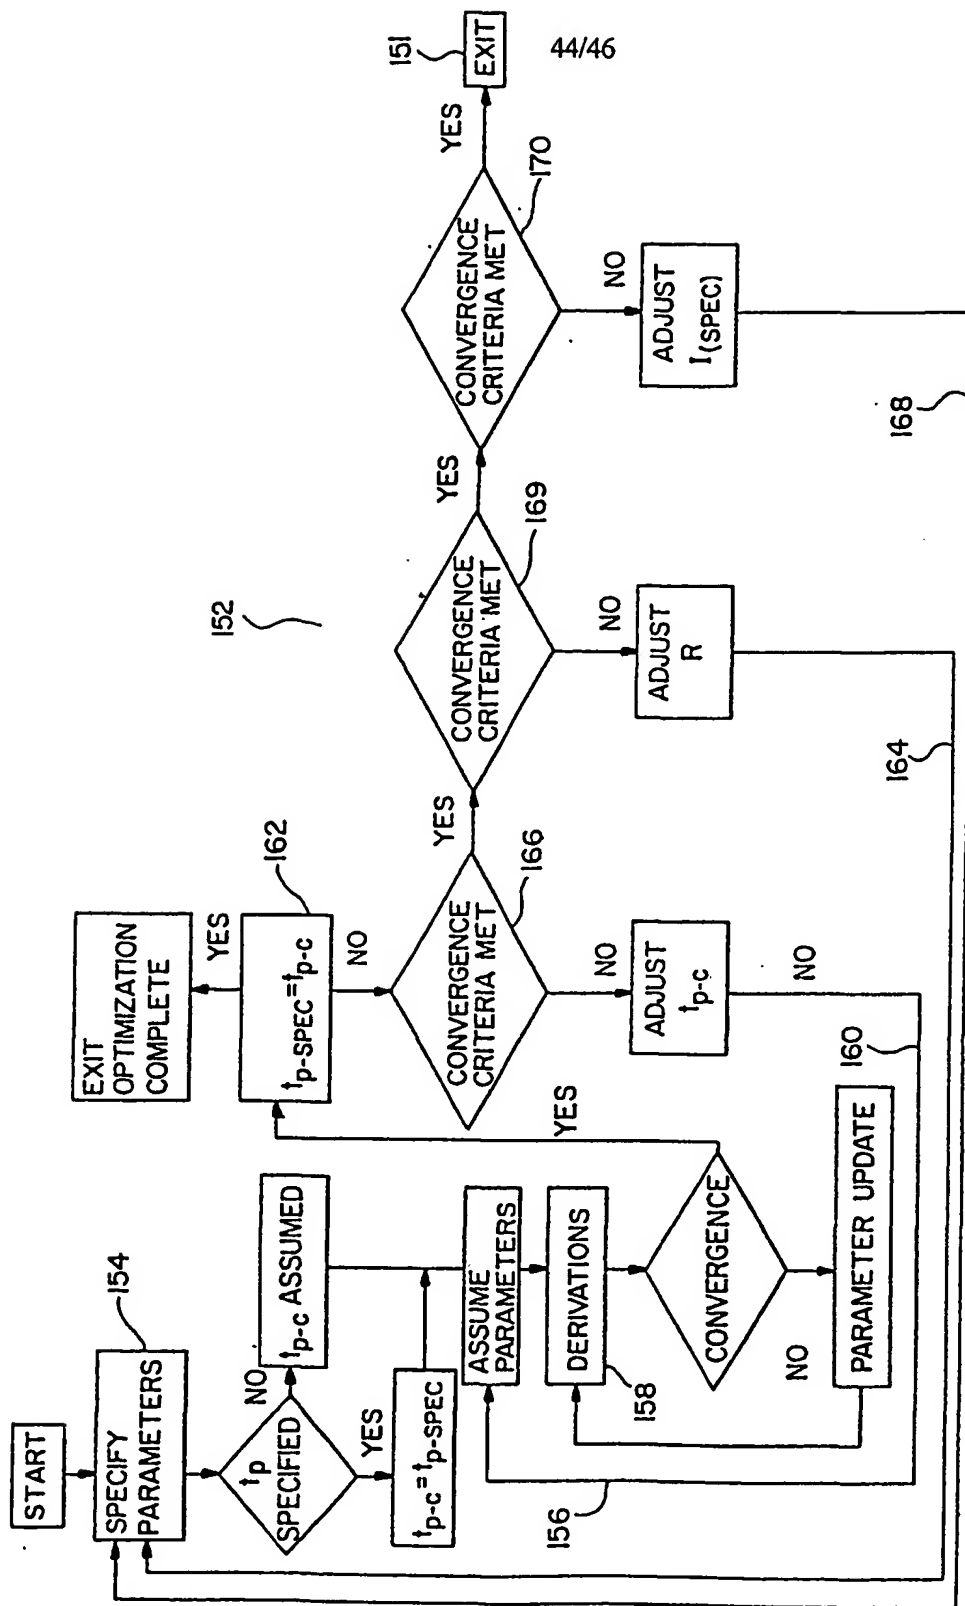 44/46
START
SPECIFY
PARAMETERS
154
tp
SPECIFIED
NO
tp-c ASSUMED
YES
tp-c = tp-SPEC
ASSUME
PARAMETERS
156
DERIVATIONS
158
CONVERGENCE
NO
PARAMETER UPDATE
YES
160
EXIT
OPTIMIZATION
COMPLETE
YES
tp-SPEC = tp-c
162
NO
CONVERGENCE
CRITERIA MET
166
NO
ADJUST
tp-c
NO
YES
152
CONVERGENCE
CRITERIA MET
169
NO
ADJUST
R
164
YES
CONVERGENCE
CRITERIA MET
170
NO
ADJUST
I(SPEC)
168
YES
EXIT
151